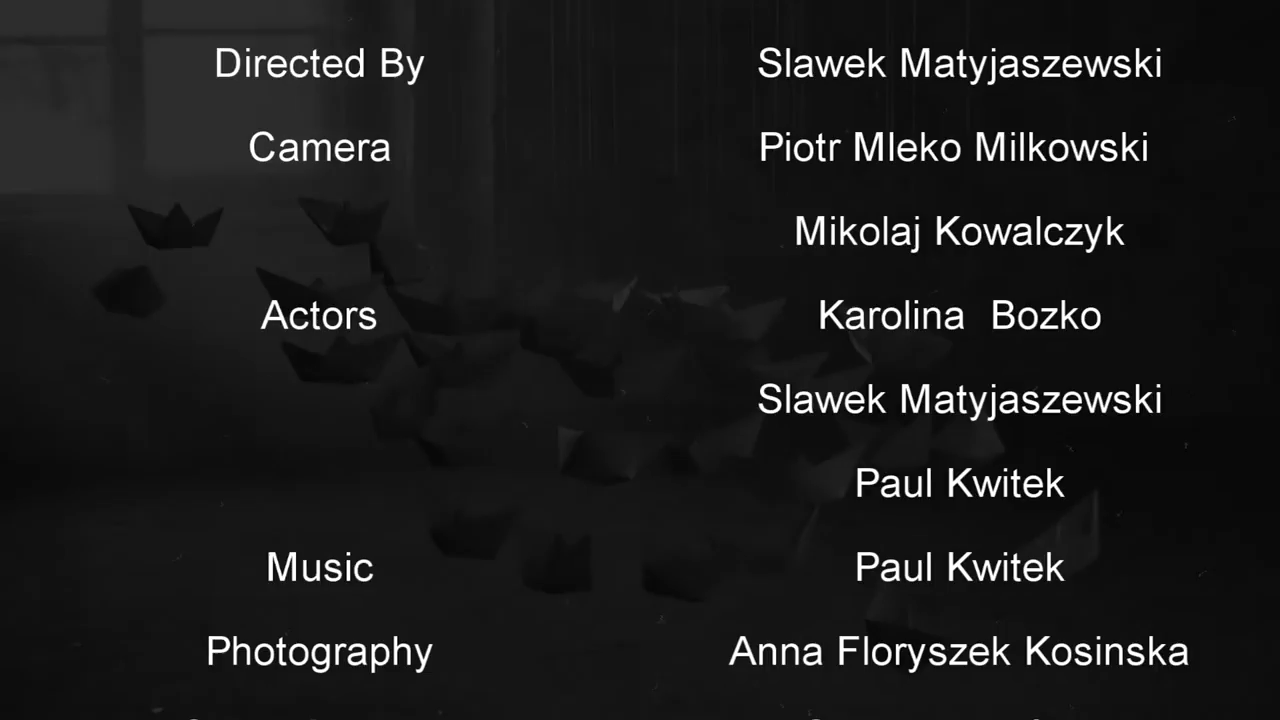 Directed By Slawek Matyjaszewski
Camera Piotr Mleko Milkowski
Mikolaj Kowalczyk
Actors Karolina  Bozko
Slawek Matyjaszewski
Paul Kwitek
Music Paul Kwitek
Photography Anna Floryszek Kosinska